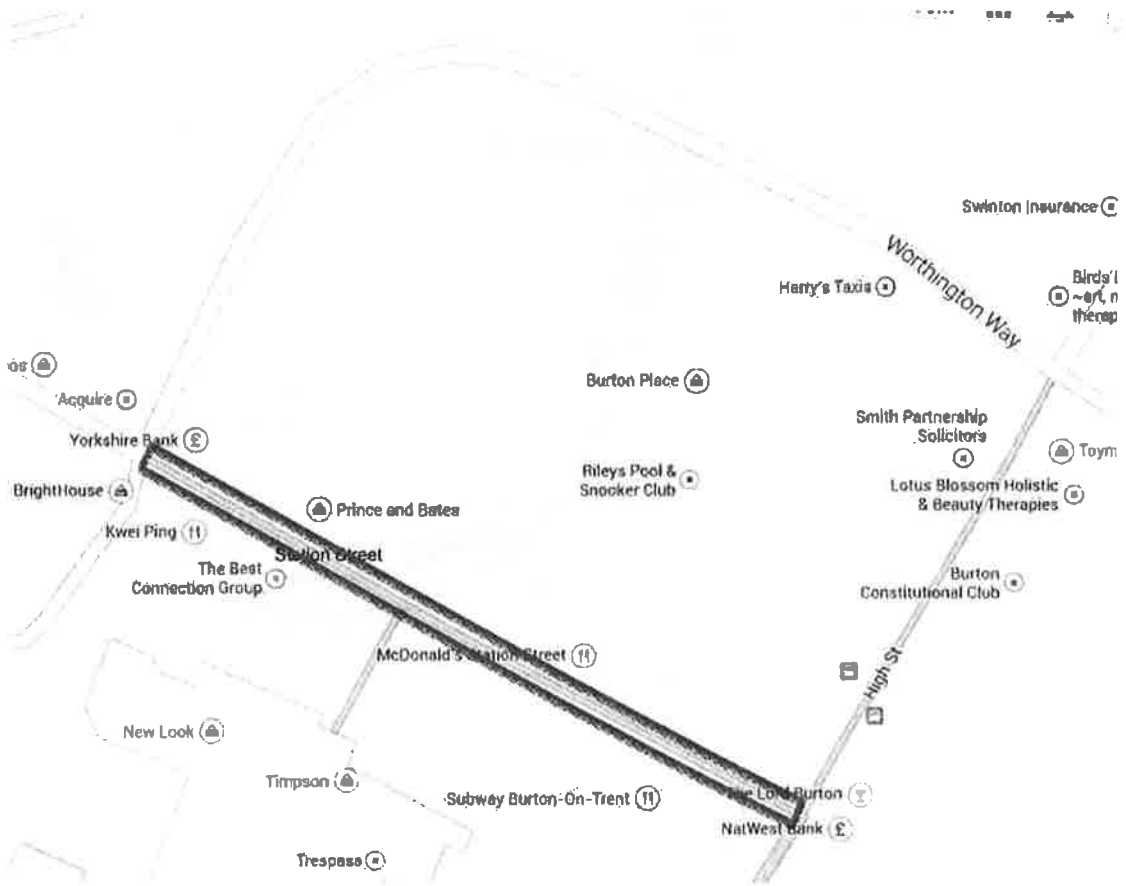 Swinton Insurance
Worthington Way
Harry's Taxis
Burton Place
Acquire
Smith Partnership
Solicitors
Yorkshire Bank £
Rileys Pool &
Snooker Club
BrightHouse
Lotus Blossom Holistic
& Beauty Therapies
Prince and Bates
Kwei Ping
Station Street
The Best
Connection Group
Burton
Constitutional Club
McDonald's Station Street
High St
New Look
Timpson
Subway Burton-On-Trent
The Lord Burton
NatWest Bank £
Trespass